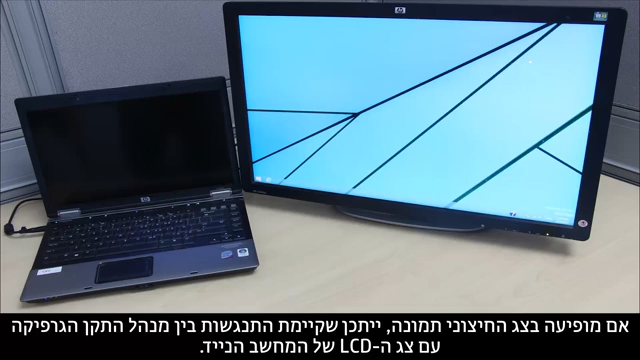 אם מופיעה בצג החיצוני תמונה, ייתכן שקיימת התנגשות בין מנהל התקן הגרפיקה
עם צג ה-LCD של המחשב הנייד.